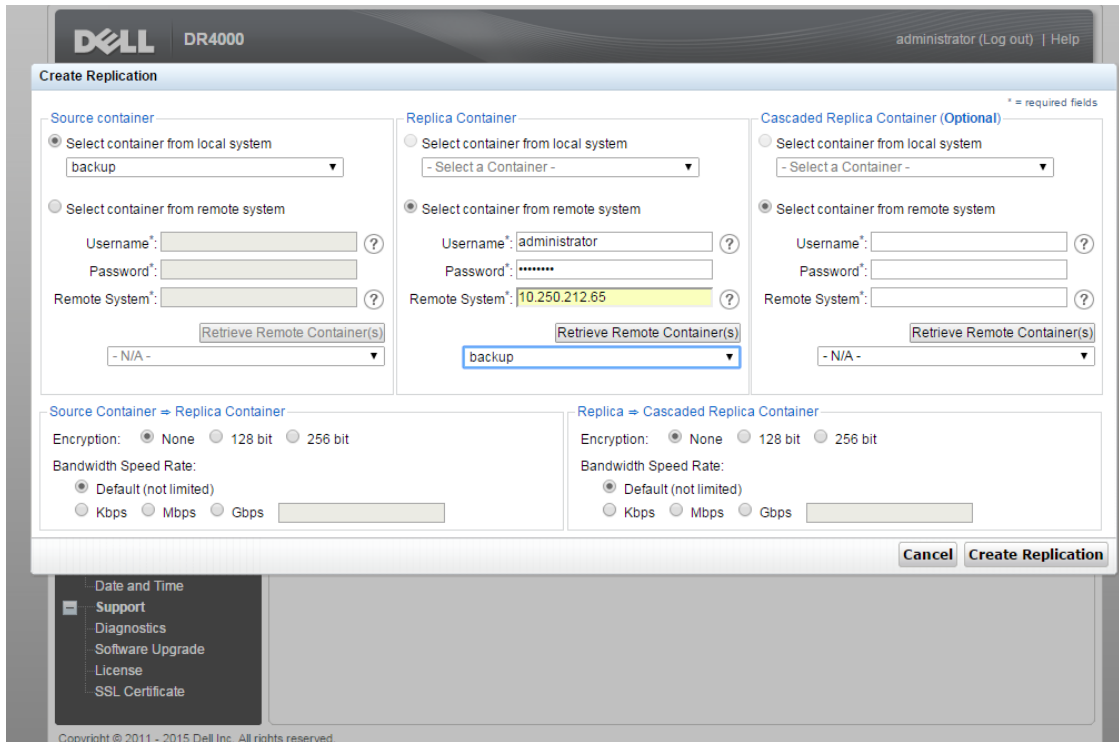 DELL DR4000 administrator (Log out) | Help
Create Replication
* = required fields
Source container
Select container from local system
backup
Select container from remote system
Username*:
Password*:
Remote System*:
Retrieve Remote Container(s)
- N/A -
Replica Container
Select container from local system
- Select a Container -
Select container from remote system
Username*: administrator
Password*: ••••••••
Remote System*: 10.250.212.65
Retrieve Remote Container(s)
backup
Cascaded Replica Container (Optional)
Select container from local system
- Select a Container -
Select container from remote system
Username*:
Password*:
Remote System*:
Retrieve Remote Container(s)
- N/A -
Source Container ⇒ Replica Container
Encryption: None 128 bit 256 bit
Bandwidth Speed Rate:
Default (not limited)
Kbps Mbps Gbps
Replica ⇒ Cascaded Replica Container
Encryption: None 128 bit 256 bit
Bandwidth Speed Rate:
Default (not limited)
Kbps Mbps Gbps
Cancel Create Replication
Date and Time
Support
Diagnostics
Software Upgrade
License
SSL Certificate
Copyright © 2011 - 2015 Dell Inc. All rights reserved.